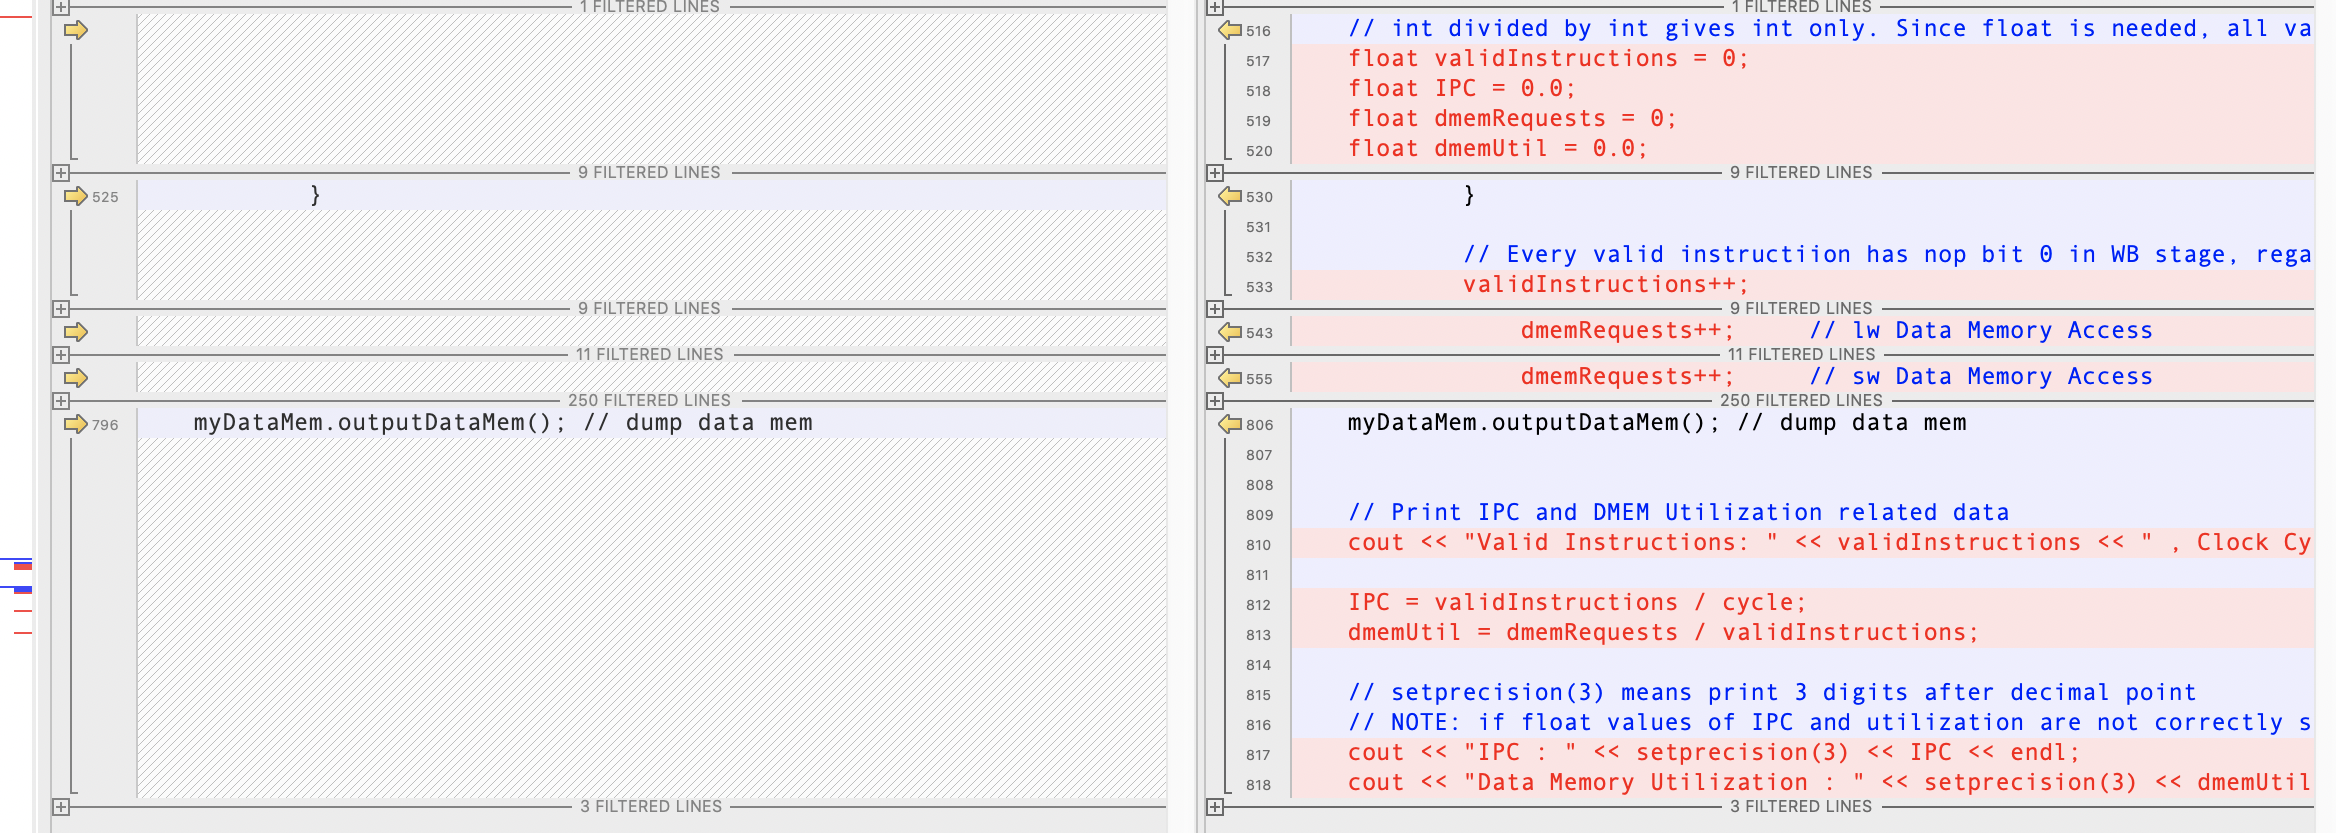 1 FILTERED LINES
9 FILTERED LINES
525 }
9 FILTERED LINES
11 FILTERED LINES
250 FILTERED LINES
796 myDataMem.outputDataMem(); // dump data mem
3 FILTERED LINES
1 FILTERED LINES
516 // int divided by int gives int only. Since float is needed, all va
517 float validInstructions = 0;
518 float IPC = 0.0;
519 float dmemRequests = 0;
520 float dmemUtil = 0.0;
9 FILTERED LINES
530 }
531
532 // Every valid instructiion has nop bit 0 in WB stage, rega
533 validInstructions++;
9 FILTERED LINES
543 dmemRequests++; // lw Data Memory Access
11 FILTERED LINES
555 dmemRequests++; // sw Data Memory Access
250 FILTERED LINES
806 myDataMem.outputDataMem(); // dump data mem
807
808
809 // Print IPC and DMEM Utilization related data
810 cout << "Valid Instructions: " << validInstructions << " , Clock Cy
811
812 IPC = validInstructions / cycle;
813 dmemUtil = dmemRequests / validInstructions;
814
815 // setprecision(3) means print 3 digits after decimal point
816 // NOTE: if float values of IPC and utilization are not correctly s
817 cout << "IPC : " << setprecision(3) << IPC << endl;
818 cout << "Data Memory Utilization : " << setprecision(3) << dmemUtil
3 FILTERED LINES